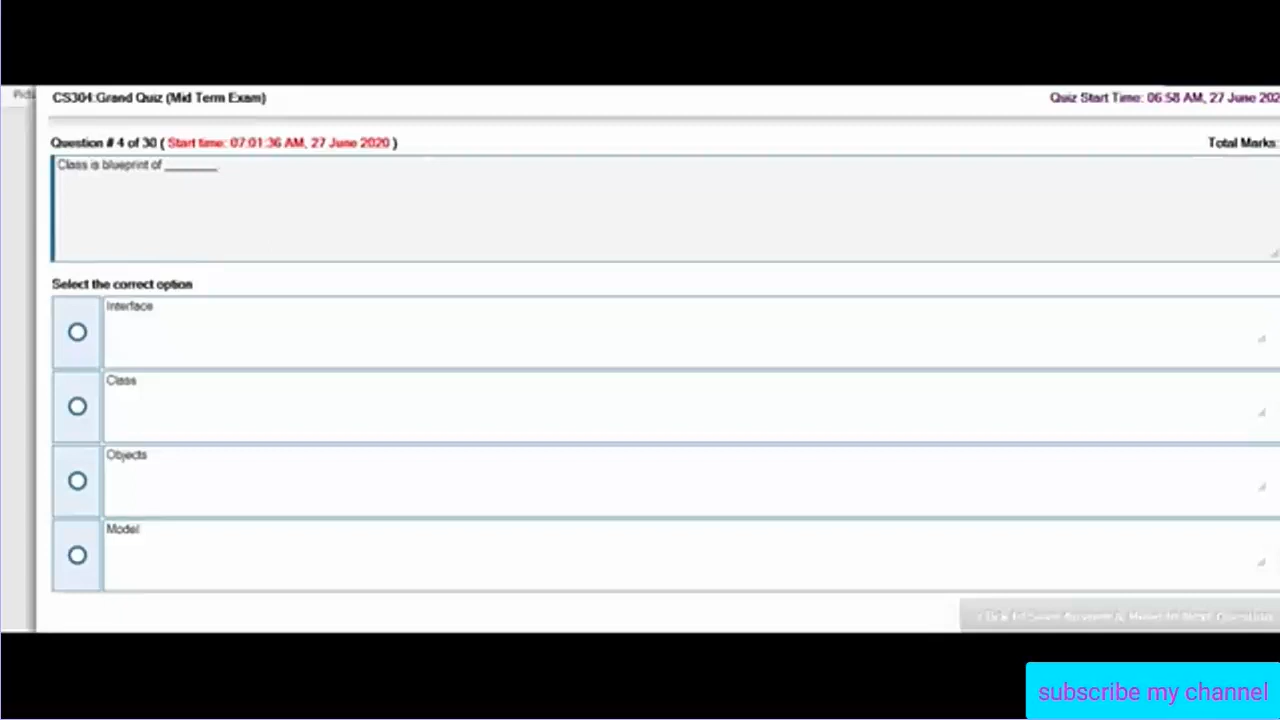 CS304:Grand Quiz (Mid Term Exam)
Quiz Start Time: 06:58 AM, 27 June 202
Question # 4 of 30 ( Start time: 07:01:36 AM, 27 June 2020 )
Total Marks:
Class is blueprint of ________
Select the correct option
Interface
Class
Objects
Model
subscribe my channel